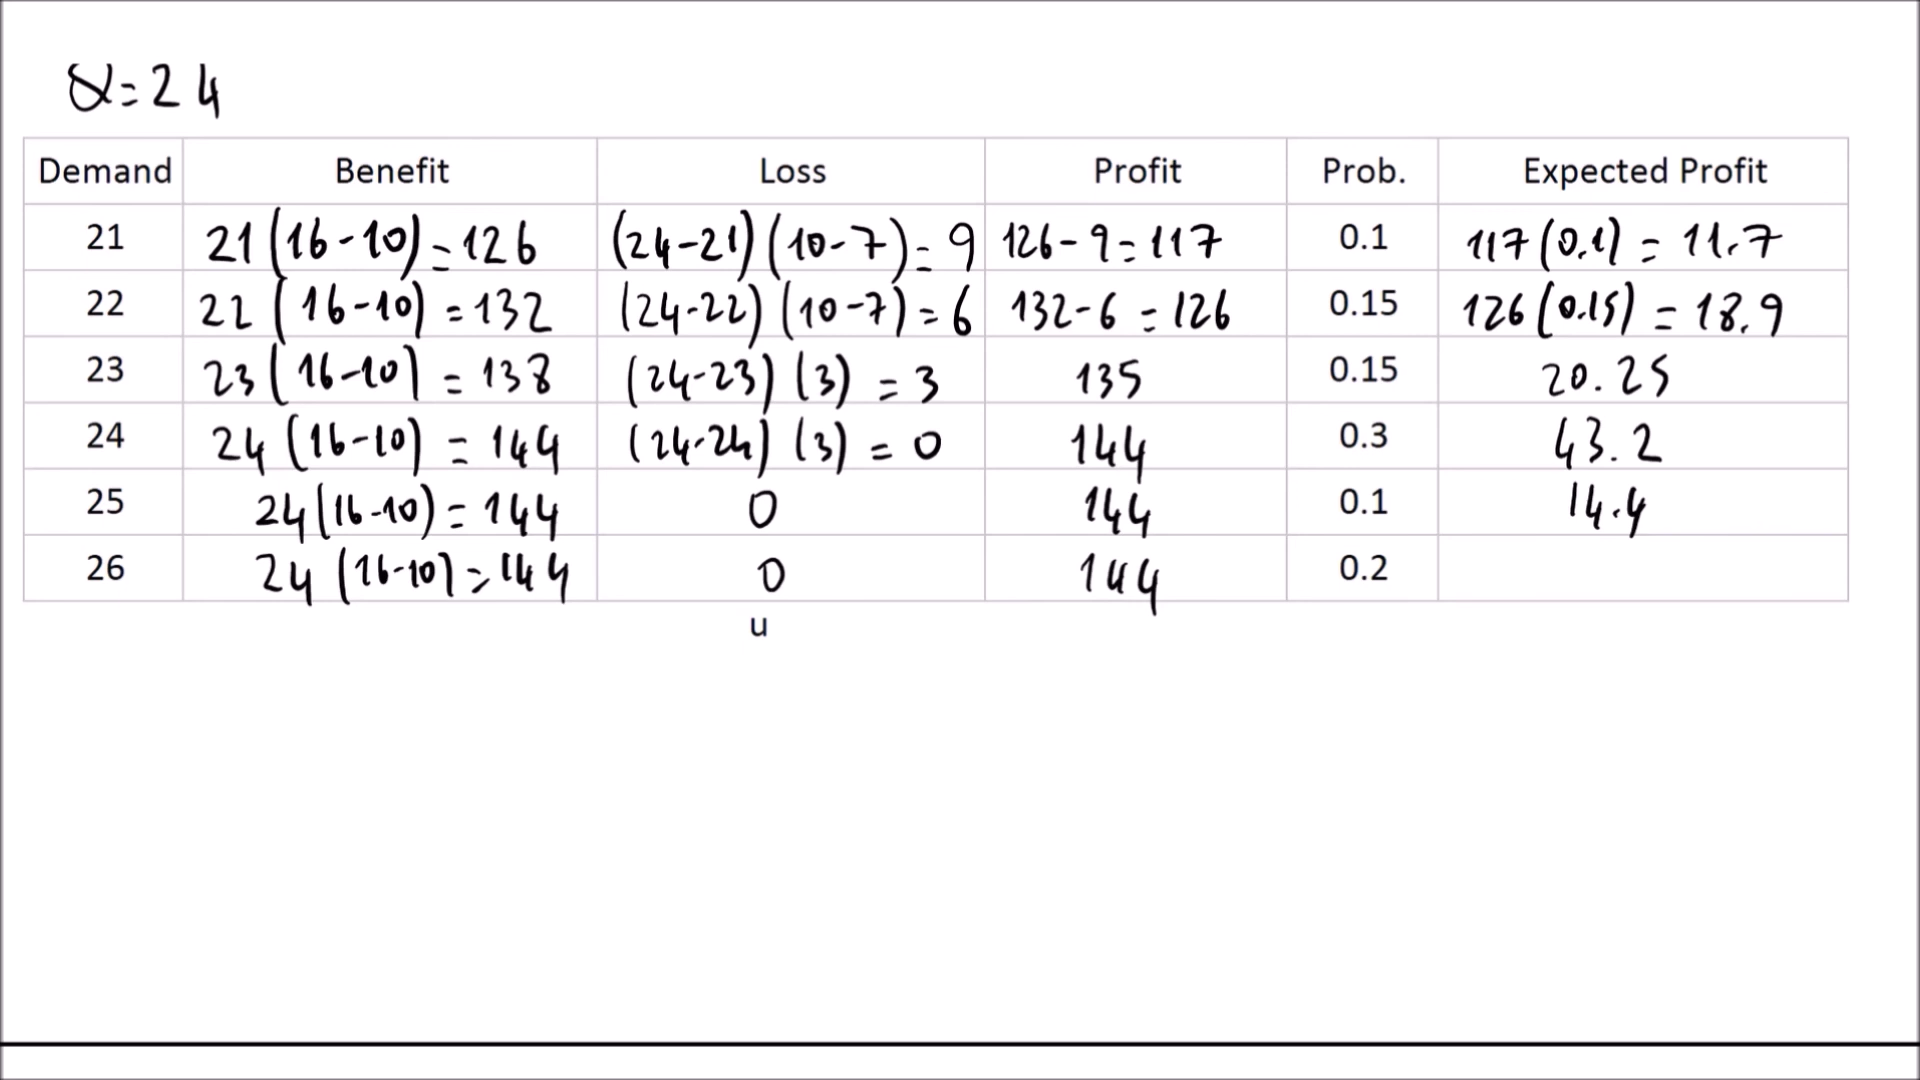 Q=24
Demand Benefit Loss Profit Prob. Expected Profit
21 21(16-10)=126 (24-21)(10-7)=9 126-9=117 0.1 117(0.1)=11.7
22 22(16-10)=132 (24-22)(10-7)=6 132-6=126 0.15 126(0.15)=18.9
23 23(16-10)=138 (24-23)(3)=3 135 0.15 20.25
24 24(16-10)=144 (24-24)(3)=0 144 0.3 43.2
25 24(16-10)=144 0 144 0.1 14.4
26 24(16-10)=144 0 144 0.2
u